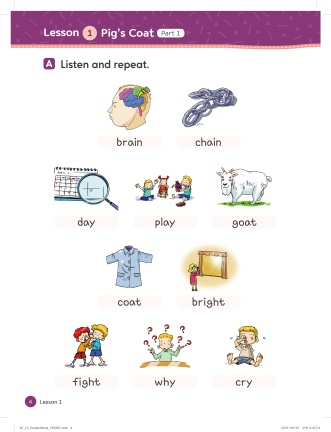 Lesson 1 Pig's Coat Part 1
A Listen and repeat.
brain chain
day play goat
coat bright
fight why cry
4 Lesson 1